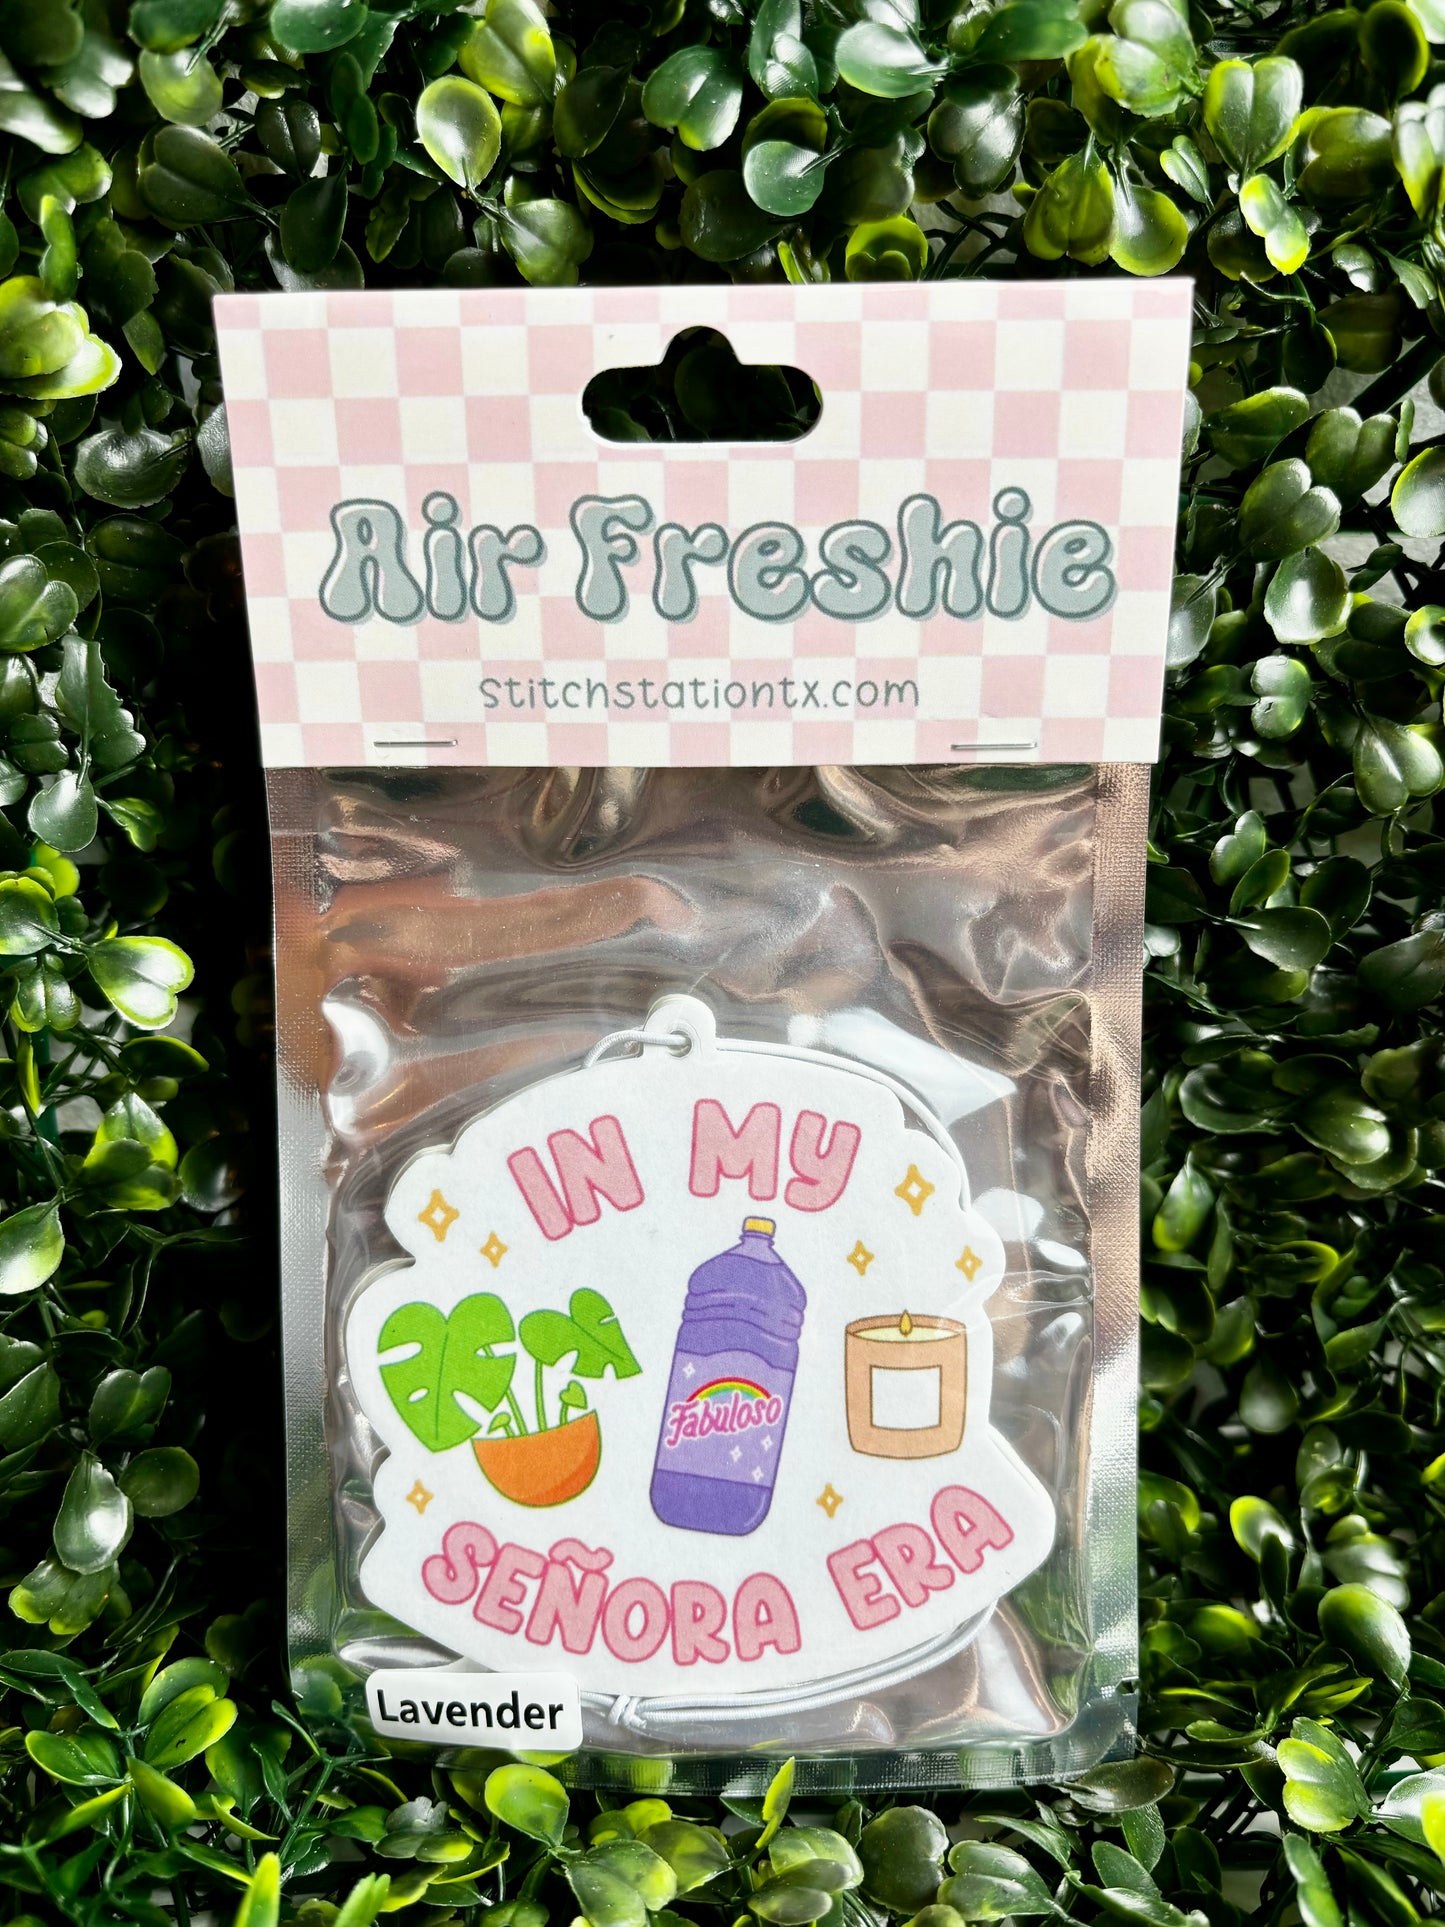 Air Freshie
stitchstationtx.com
IN MY
Fabuloso
SEÑORA ERA
Lavender